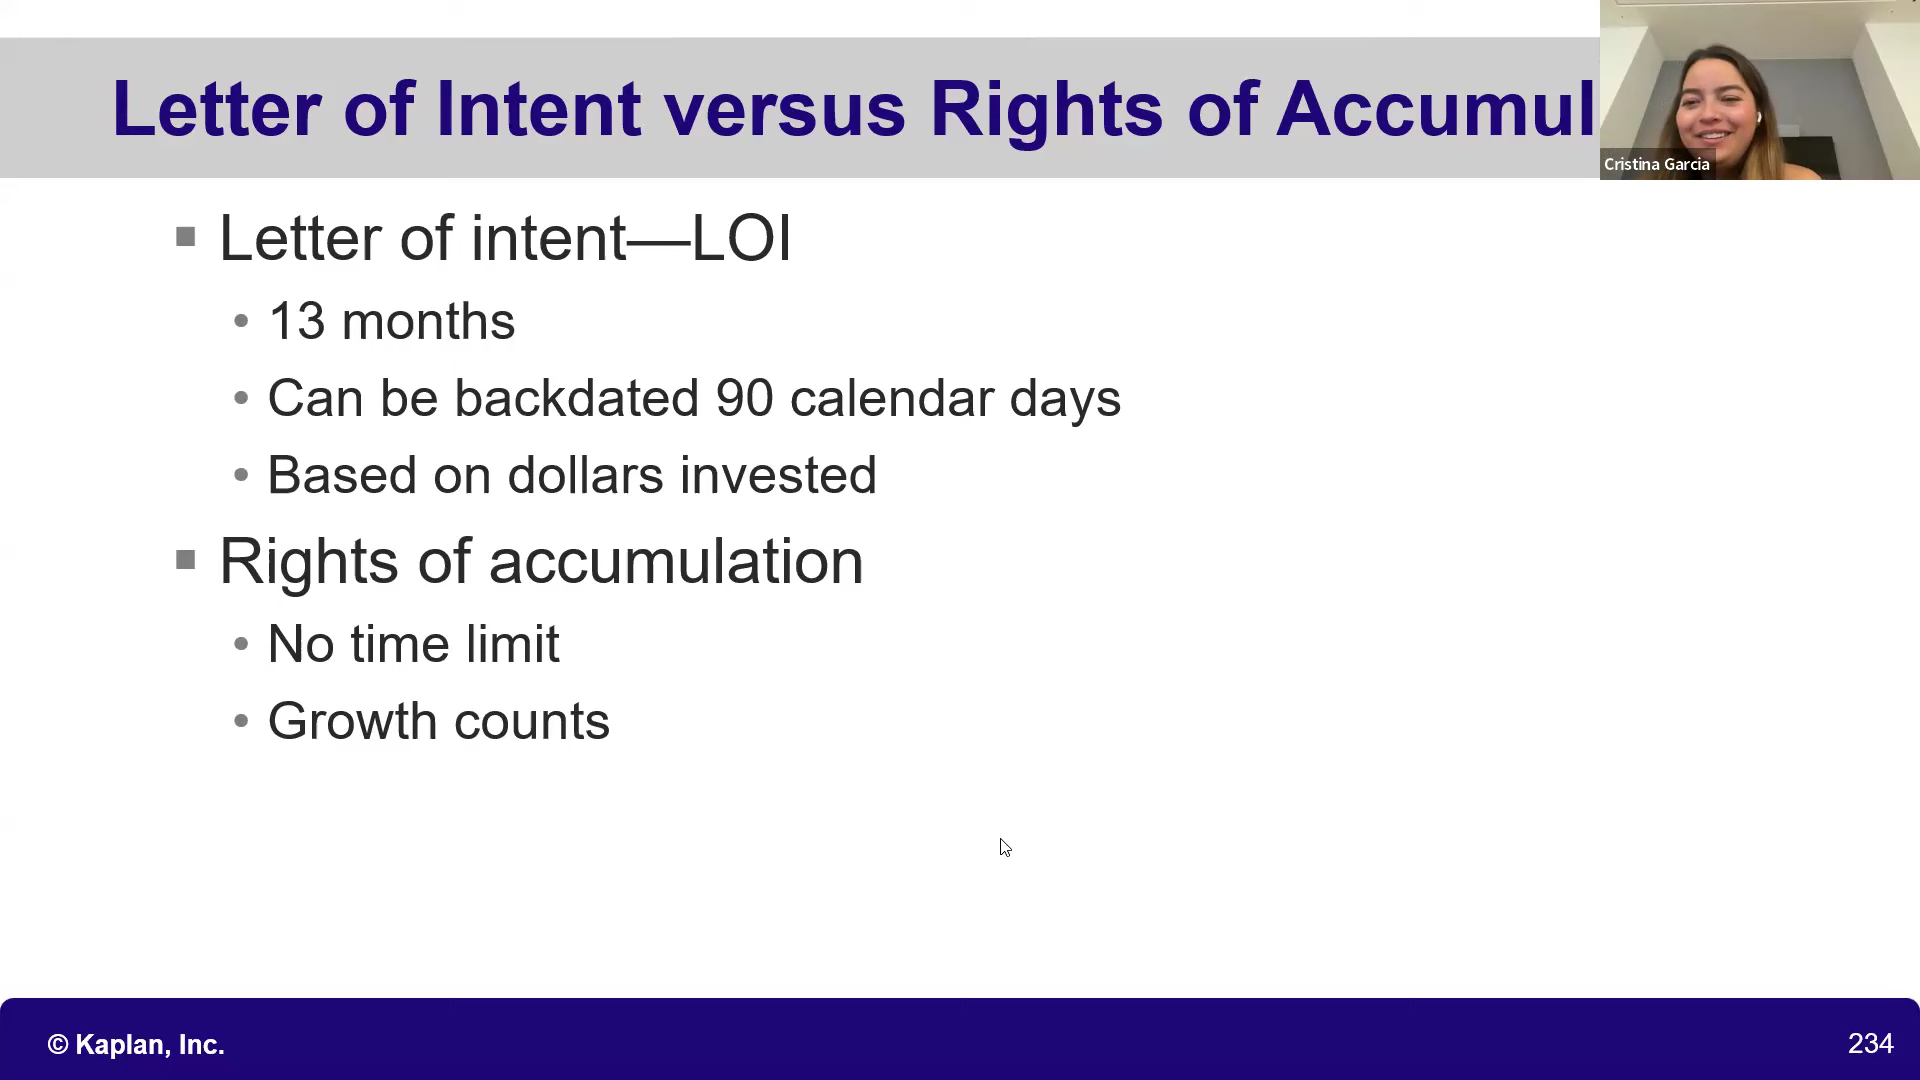 Letter of Intent versus Rights of Accumul
Cristina Garcia
Letter of intent—LOI
13 months
Can be backdated 90 calendar days
Based on dollars invested
Rights of accumulation
No time limit
Growth counts
© Kaplan, Inc.
234